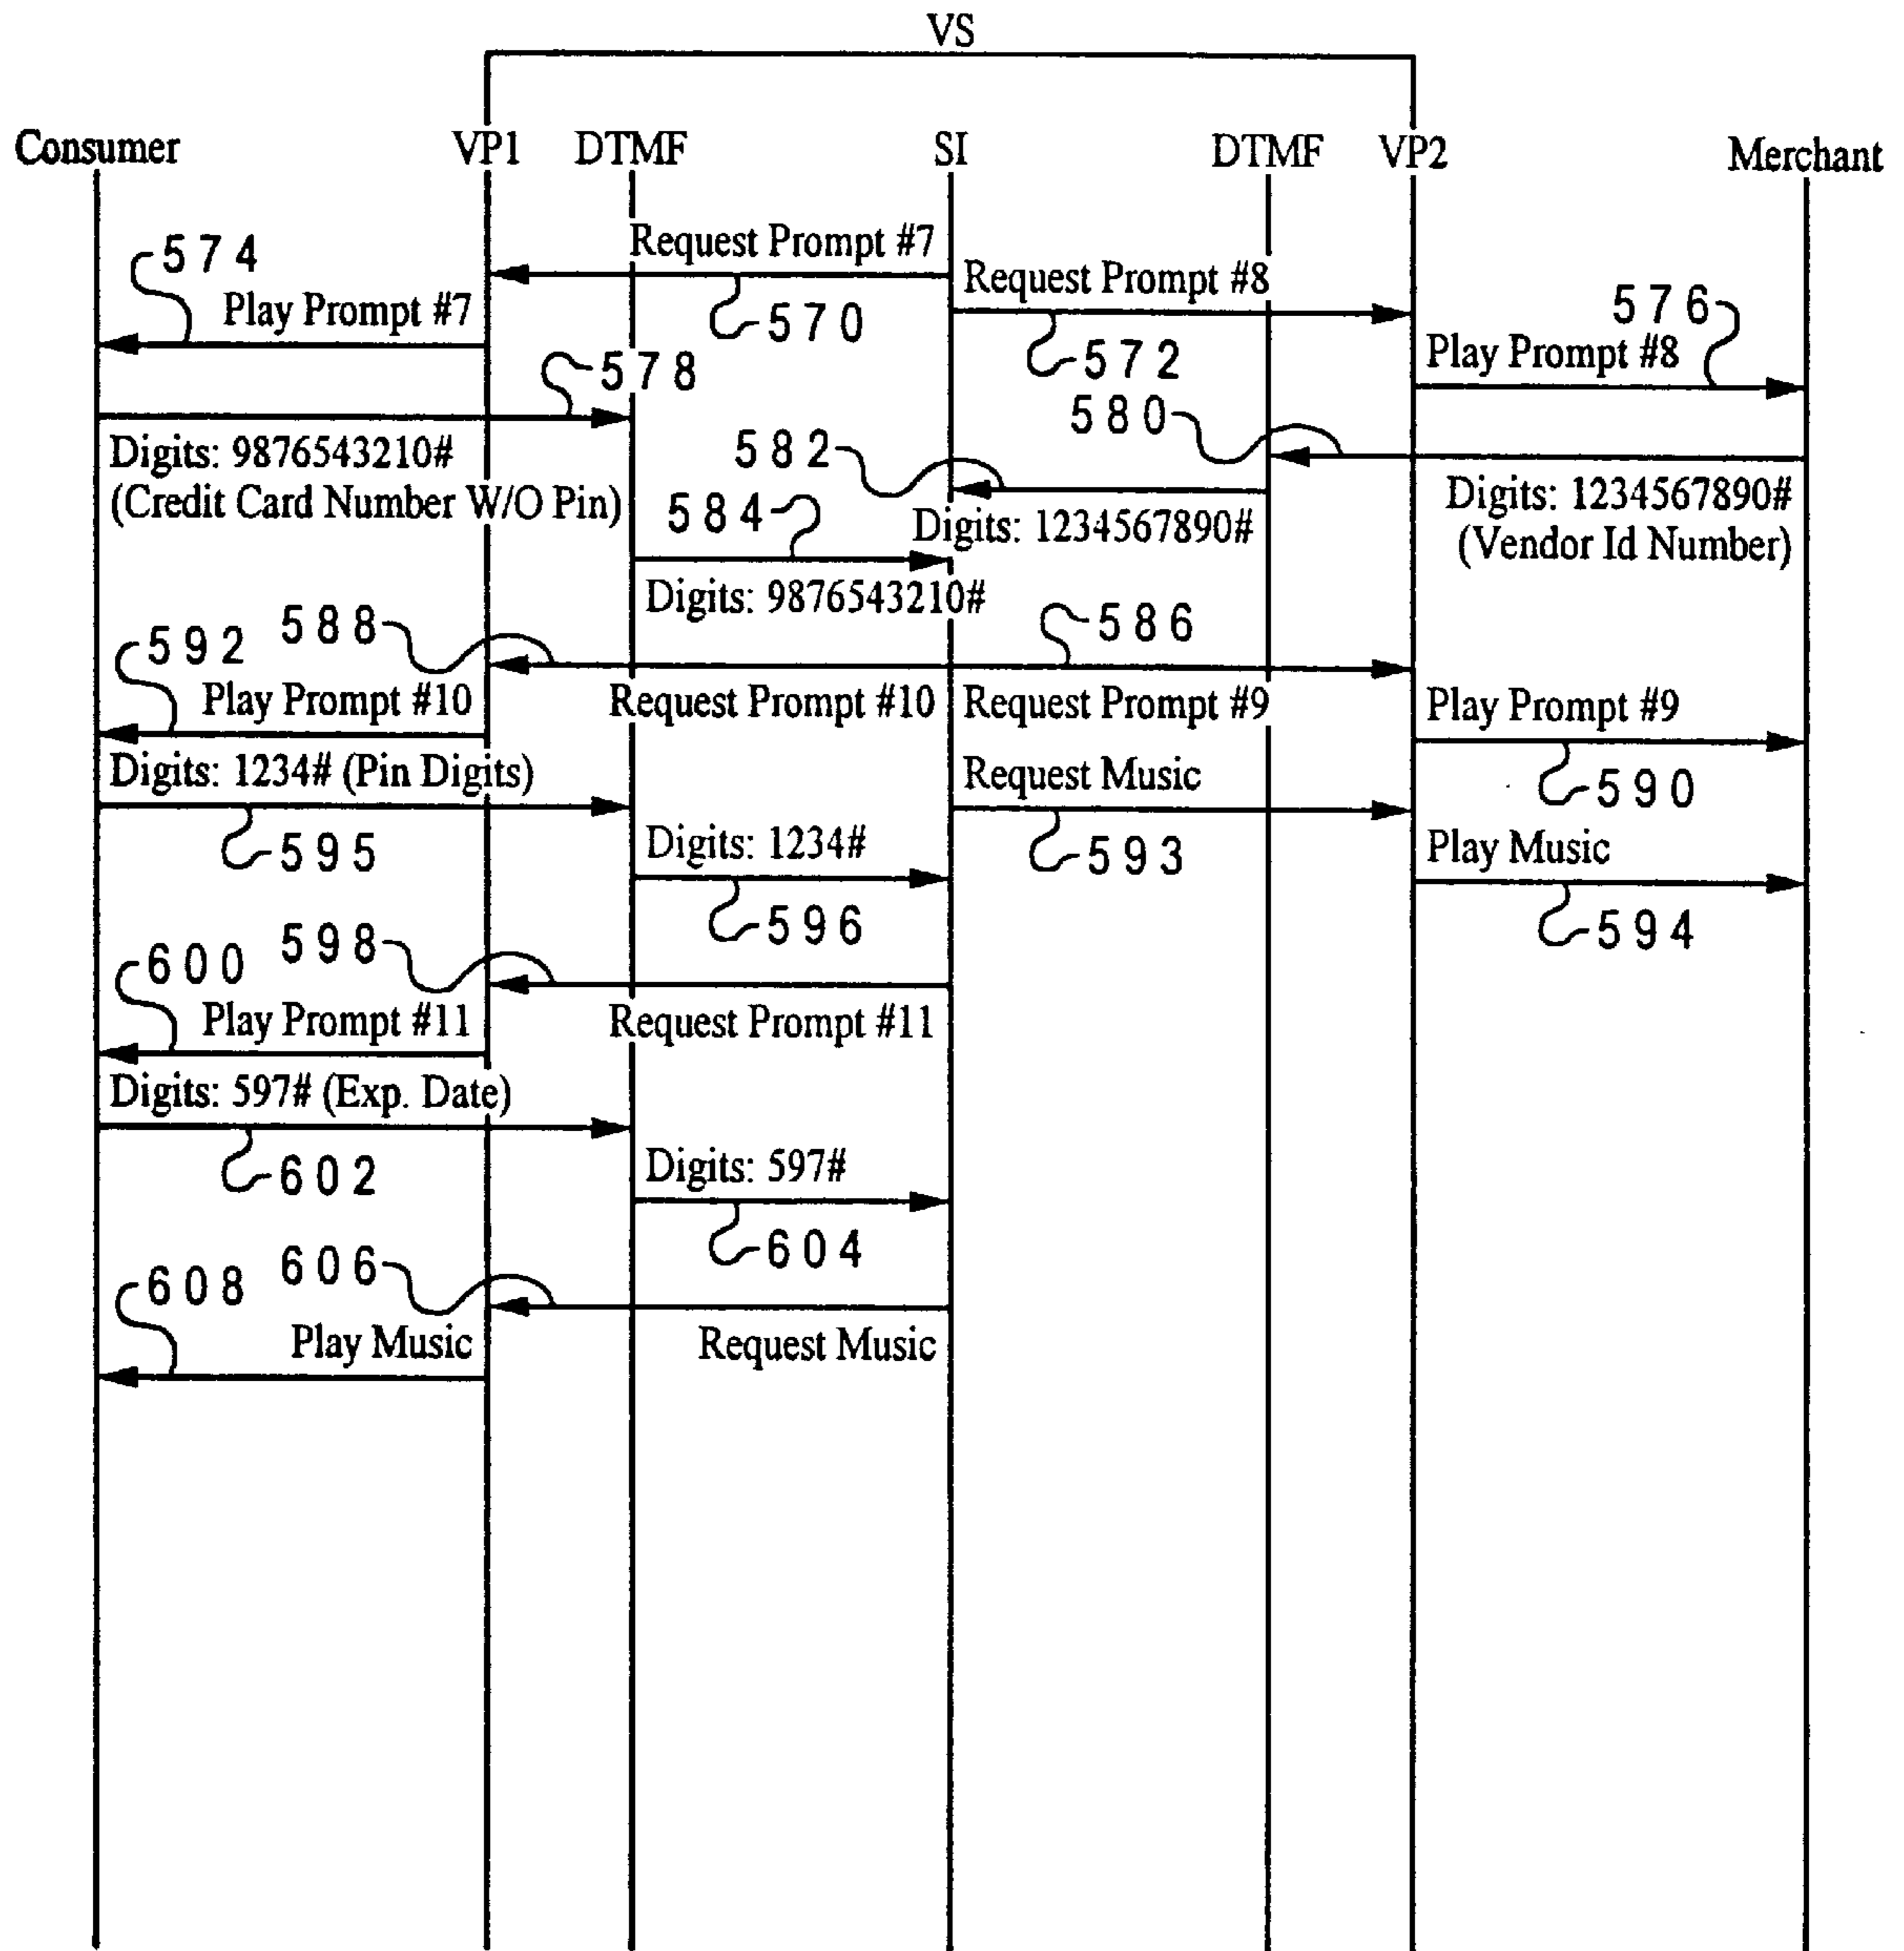 VS
Consumer VP1 DTMF SI DTMF VP2 Merchant
574 Request Prompt #7
Request Prompt #8
Play Prompt #7 570 576
578 572 Play Prompt #8
580
Digits: 9876543210# 582
(Credit Card Number W/O Pin) 584 Digits: 1234567890# Digits: 1234567890#
(Vendor Id Number)
Digits: 9876543210#
592 588 586
Play Prompt #10 Request Prompt #10 Request Prompt #9 Play Prompt #9
Digits: 1234# (Pin Digits) Request Music 590
595 Digits: 1234# 593 Play Music
600 598 596 594
Play Prompt #11 Request Prompt #11
Digits: 597# (Exp. Date)
602 Digits: 597#
608 606 604
Play Music Request Music